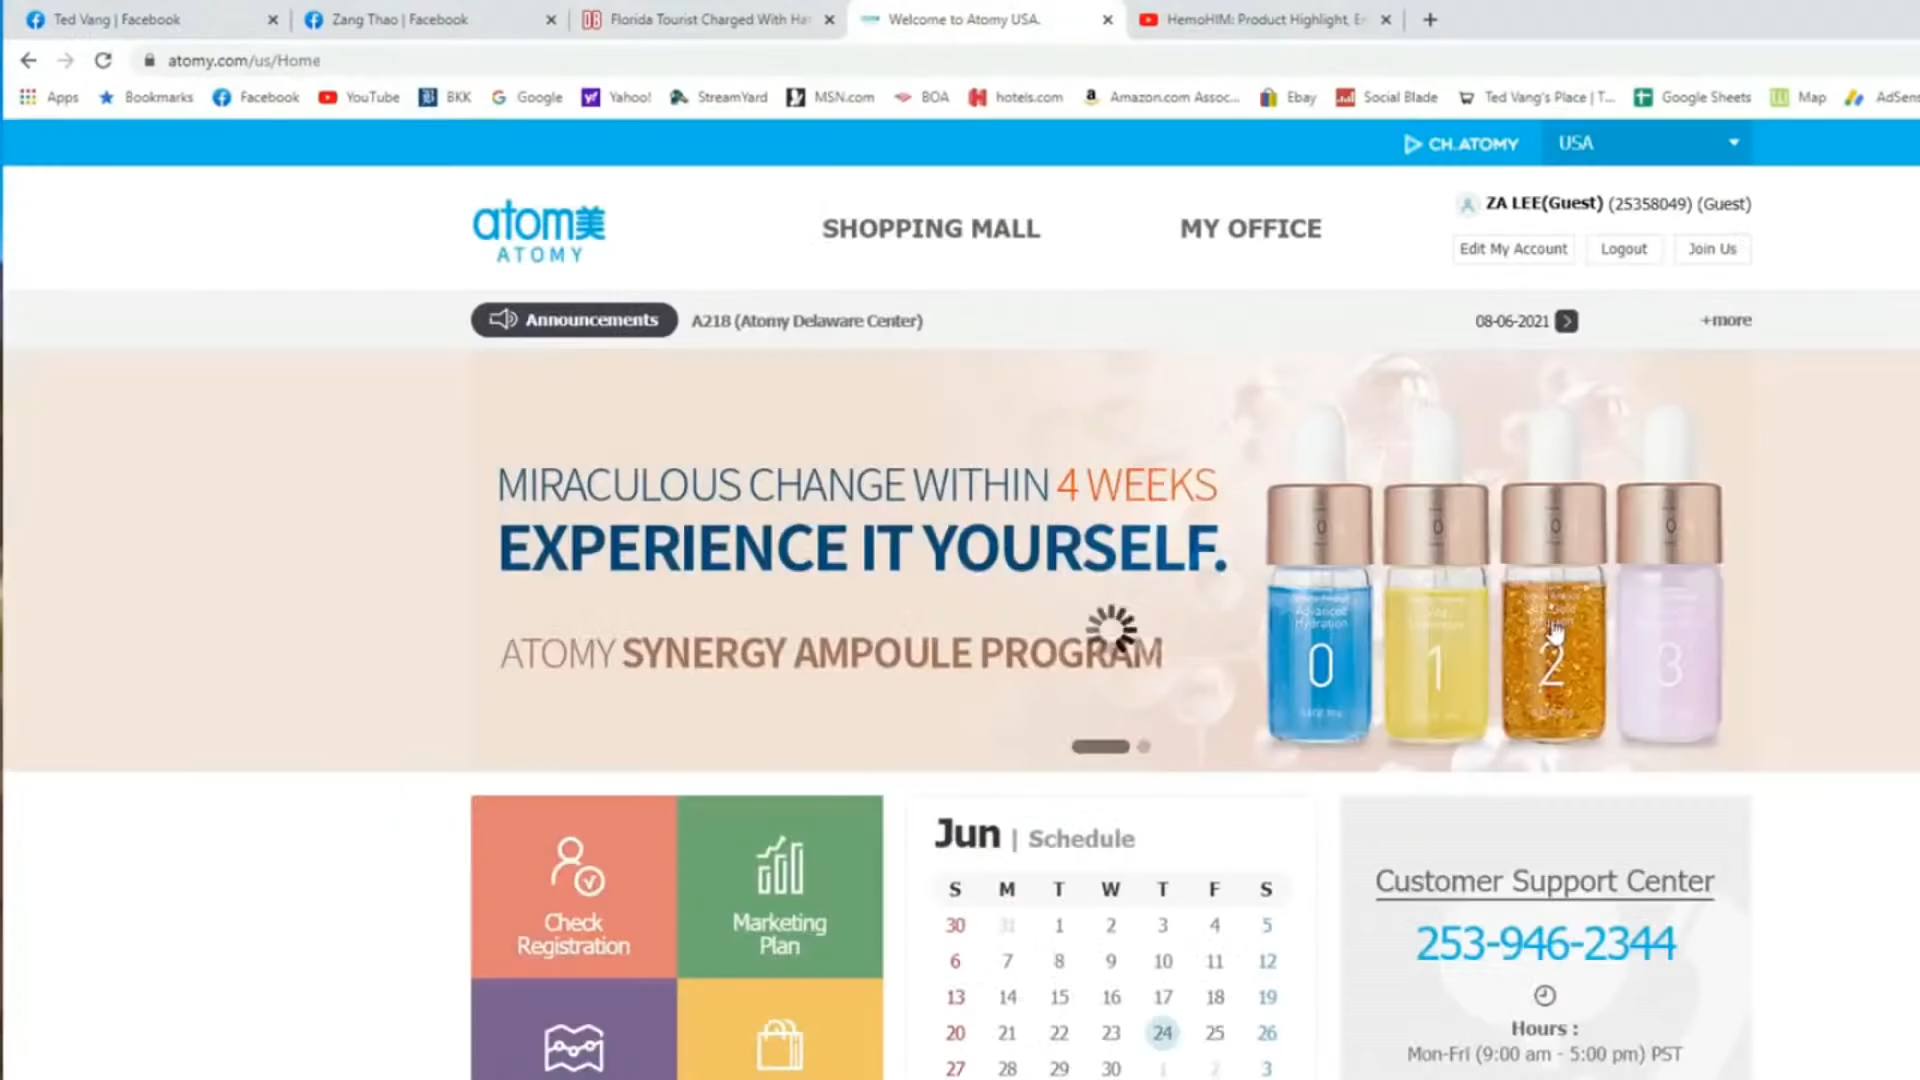 Ted Vang | Facebook
Zang Thao | Facebook
Florida Tourist Charged With Ha
Welcome to Atomy USA.
HemoHIM: Product Highlight, E
atomy.com/us/Home
Apps Bookmarks Facebook YouTube BKK Google Yahoo! StreamYard MSN.com BOA hotels.com Amazon.com Assoc... Ebay Social Blade Ted Vang's Place | T... Google Sheets Map AdSens
CH.ATOMY USA
atom美
ATOMY
SHOPPING MALL MY OFFICE
ZA LEE(Guest) (25358049) (Guest)
Edit My Account Logout Join Us
Announcements A218 (Atomy Delaware Center) 08-06-2021 +more
MIRACULOUS CHANGE WITHIN 4 WEEKS
EXPERIENCE IT YOURSELF.
ATOMY SYNERGY AMPOULE PROGRAM
Advanced
Hydration
0 1 2 3
Check
Registration
Marketing
Plan
Jun | Schedule
S M T W T F S
30 31 1 2 3 4 5
6 7 8 9 10 11 12
13 14 15 16 17 18 19
20 21 22 23 24 25 26
27 28 29 30 1 2 3
Customer Support Center
253-946-2344
Hours :
Mon-Fri (9:00 am - 5:00 pm) PST